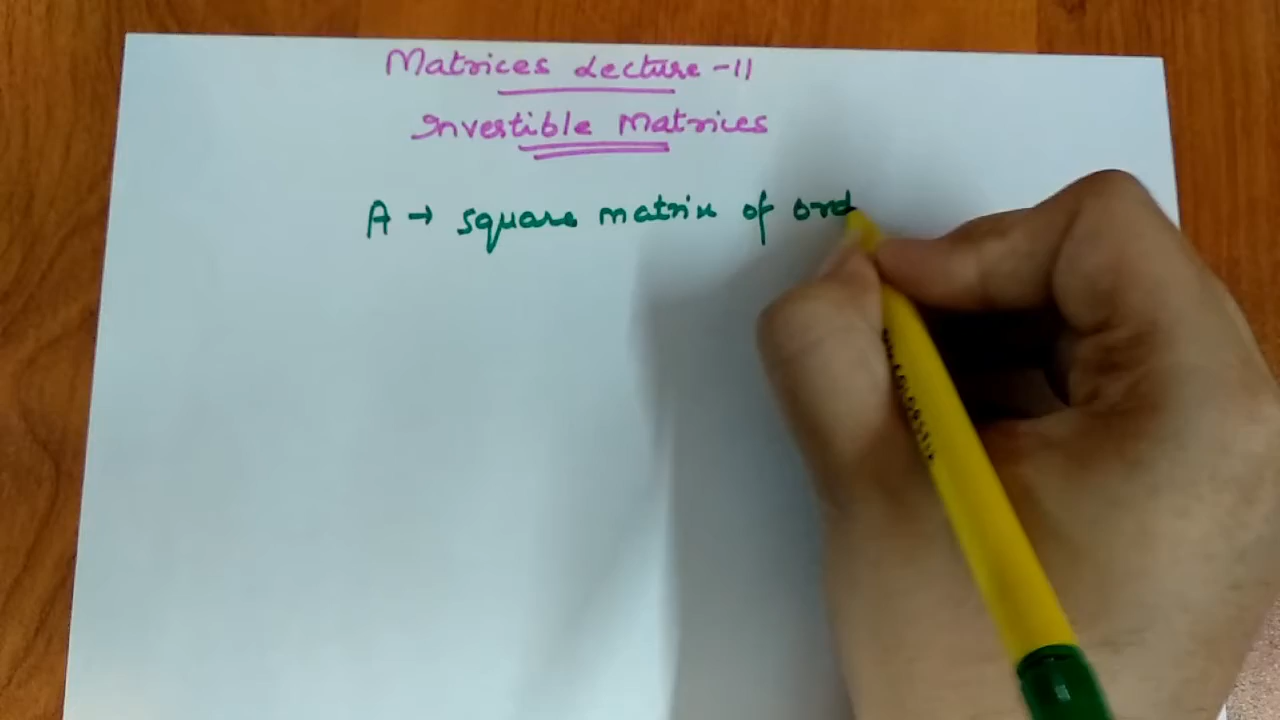 Matrices Lecture -11
Invertible Matrices
A → square matrix of ord